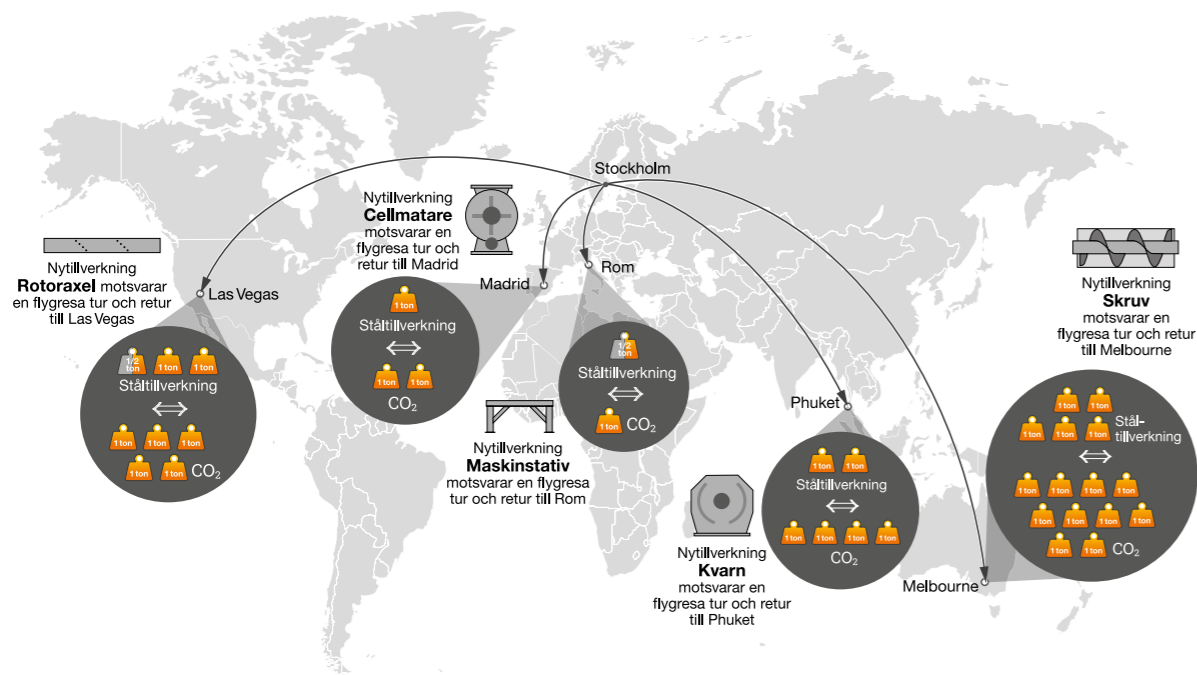 Stockholm
Nytillverkning
Rotoraxel motsvarar
en flygresa tur och retur
till Las Vegas
Las Vegas
1/2
ton
1 ton
1 ton
Ståltillverkning
1 ton
1 ton
1 ton
1 ton
1 ton
CO₂
Nytillverkning
Cellmatare
motsvarar en
flygresa tur och
retur till Madrid
Madrid
1 ton
Ståltillverkning
1 ton
1 ton
CO₂
Rom
1/2
ton
Ståltillverkning
1 ton
CO₂
Nytillverkning
Maskinstativ
motsvarar en flygresa
tur och retur till Rom
Phuket
1 ton
1 ton
Ståltillverkning
1 ton
1 ton
1 ton
1 ton
CO₂
Nytillverkning
Kvarn
motsvarar en
flygresa tur och retur
till Phuket
Nytillverkning
Skruv
motsvarar en
flygresa tur och retur
till Melbourne
1 ton
1 ton
1 ton
1 ton
1 ton
Stål-
tillverkning
1 ton
1 ton
1 ton
1 ton
1 ton
1 ton
1 ton
1 ton
1 ton
1 ton
CO₂
Melbourne